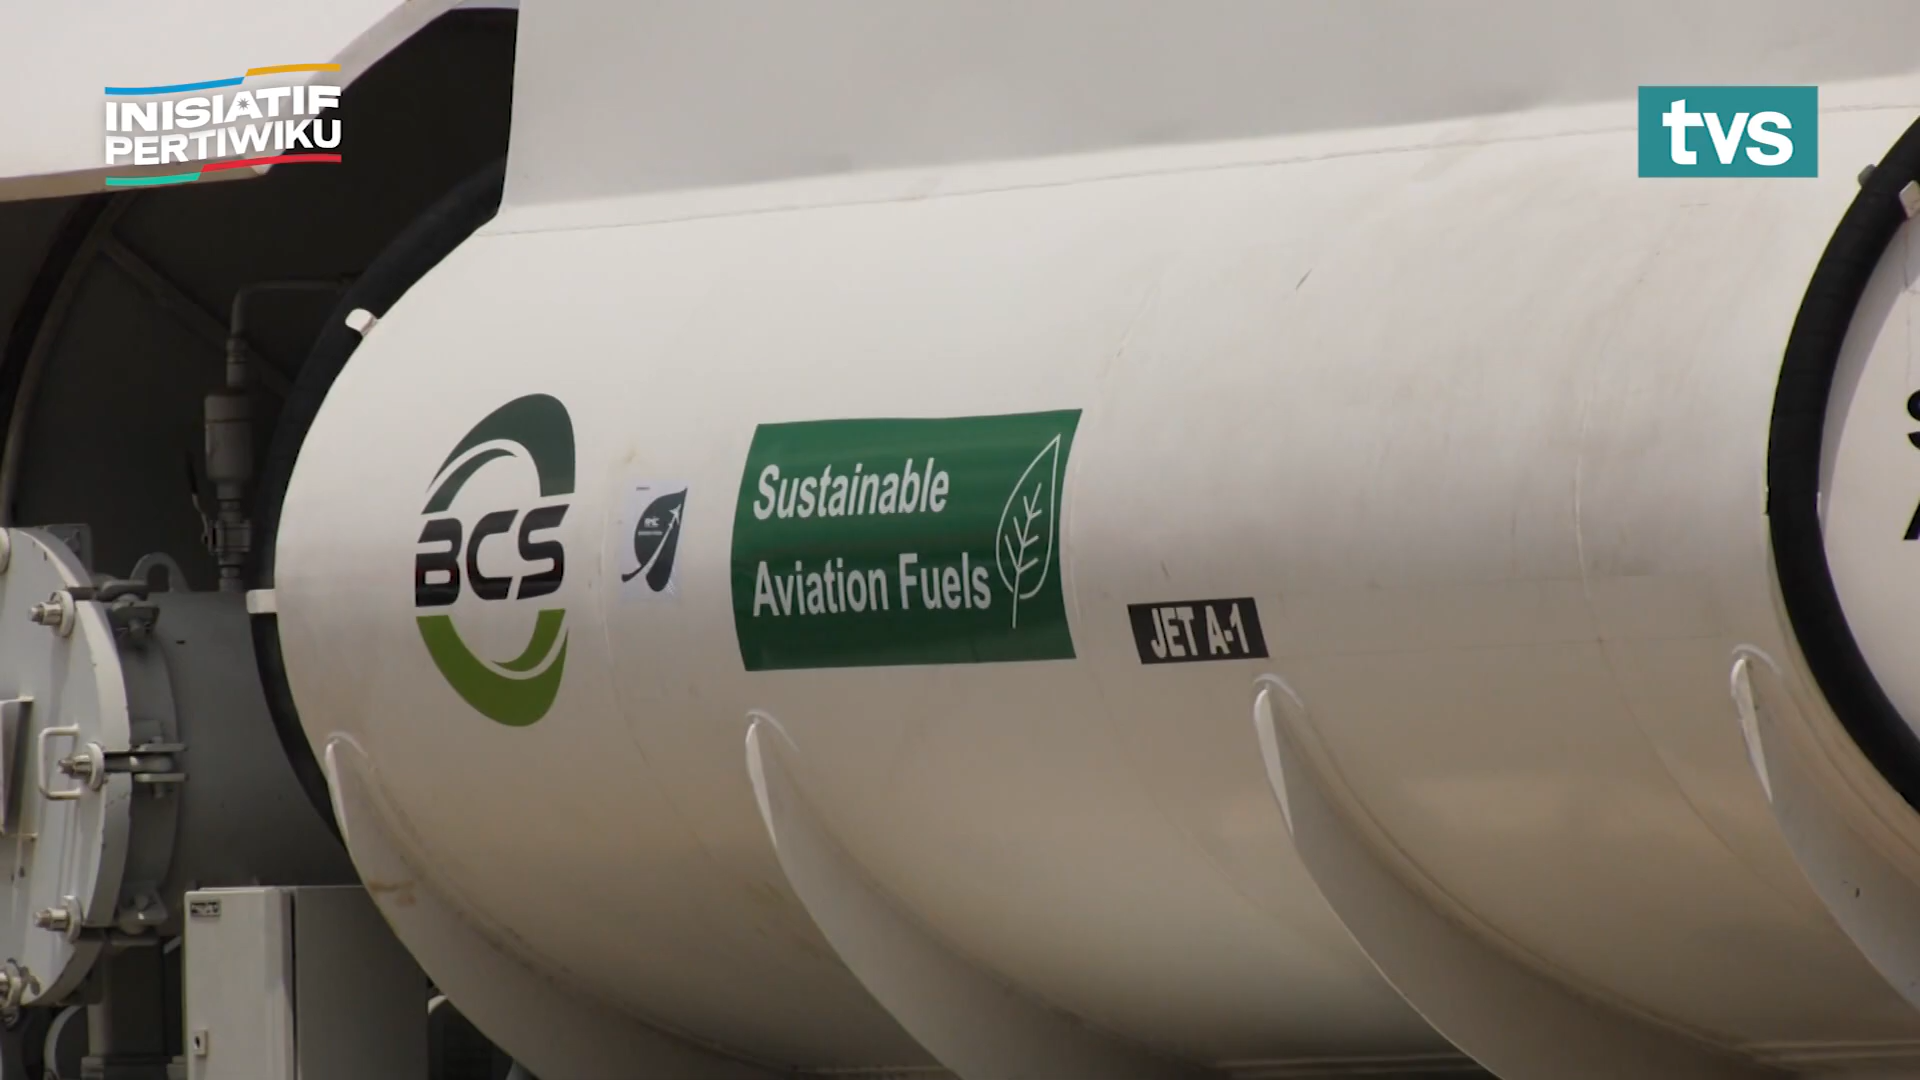 INISIATIF
PERTIWIKU
tvs
BCS
Sustainable
Aviation Fuels
JET A-1